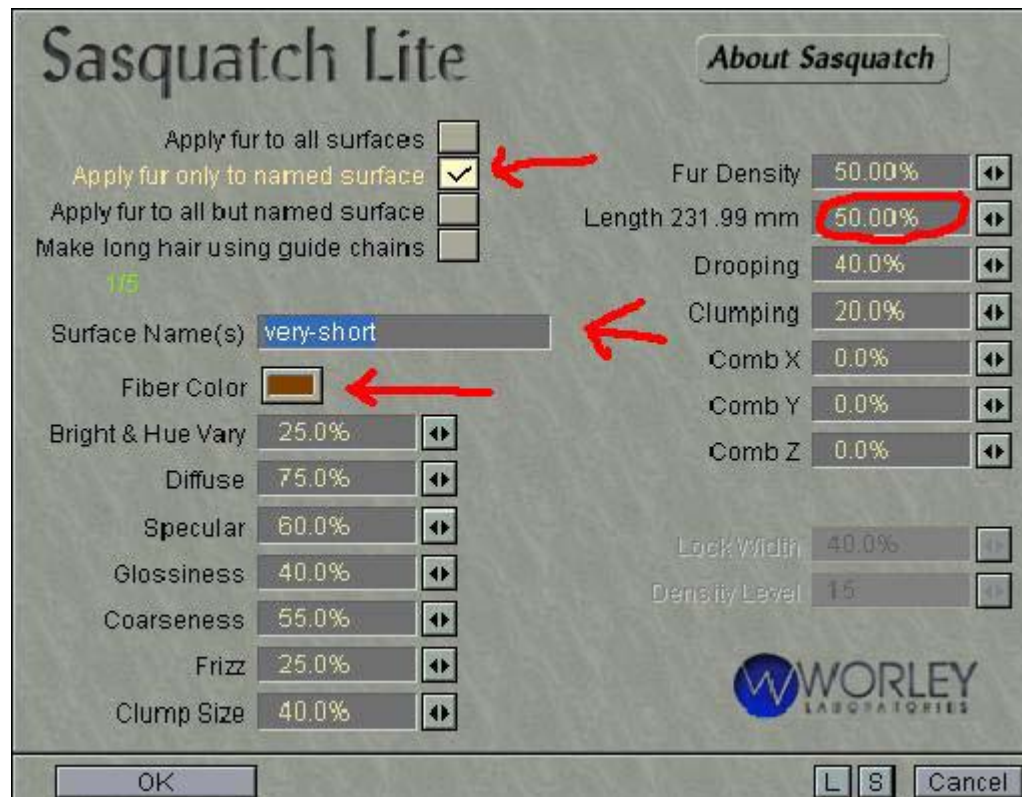 Sasquatch Lite
About Sasquatch
Apply fur to all surfaces
Apply fur only to named surface
Apply fur to all but named surface
Make long hair using guide chains
1/5
Surface Name(s) very-short
Fiber Color
Bright & Hue Vary 25.0%
Diffuse 75.0%
Specular 60.0%
Glossiness 40.0%
Coarseness 55.0%
Frizz 25.0%
Clump Size 40.0%
Fur Density 50.00%
Length 231.99 mm 50.00%
Drooping 40.0%
Clumping 20.0%
Comb X 0.0%
Comb Y 0.0%
Comb Z 0.0%
Lock Width 40.0%
Density Level 15
WORLEY
LABORATORIES
OK
L S Cancel